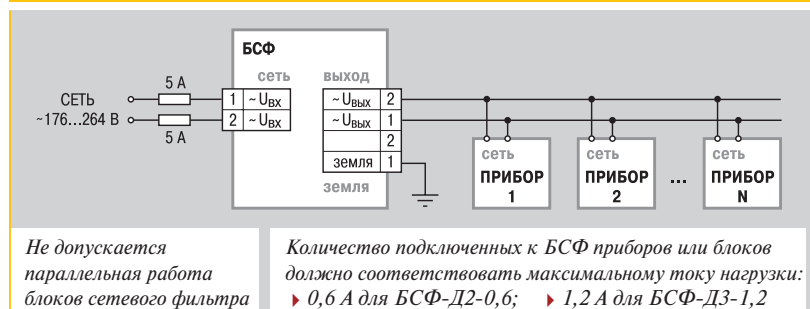 БСФ
сеть выход
5 А
СЕТЬ
~176...264 В
5 А
1 ~ UВХ
2 ~ UВХ
~ UВЫХ 2
~ UВЫХ 1
2
земля 1
земля
сеть сеть сеть
ПРИБОР ПРИБОР ... ПРИБОР
1 2 N
Не допускается
параллельная работа
блоков сетевого фильтра
Количество подключенных к БСФ приборов или блоков
должно соответствовать максимальному току нагрузки:
0,6 А для БСФ-Д2-0,6; 1,2 А для БСФ-Д3-1,2